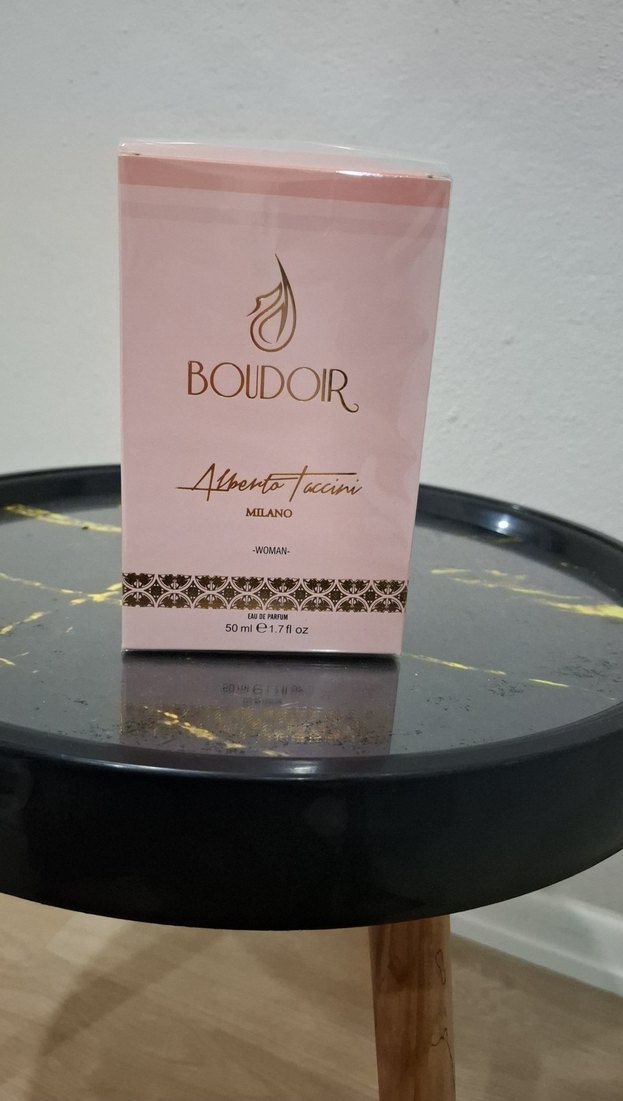 BOUDOIR
Alberto Taccini
MILANO
-WOMAN-
EAU DE PARFUM
50 ml ℮ 1.7 fl oz